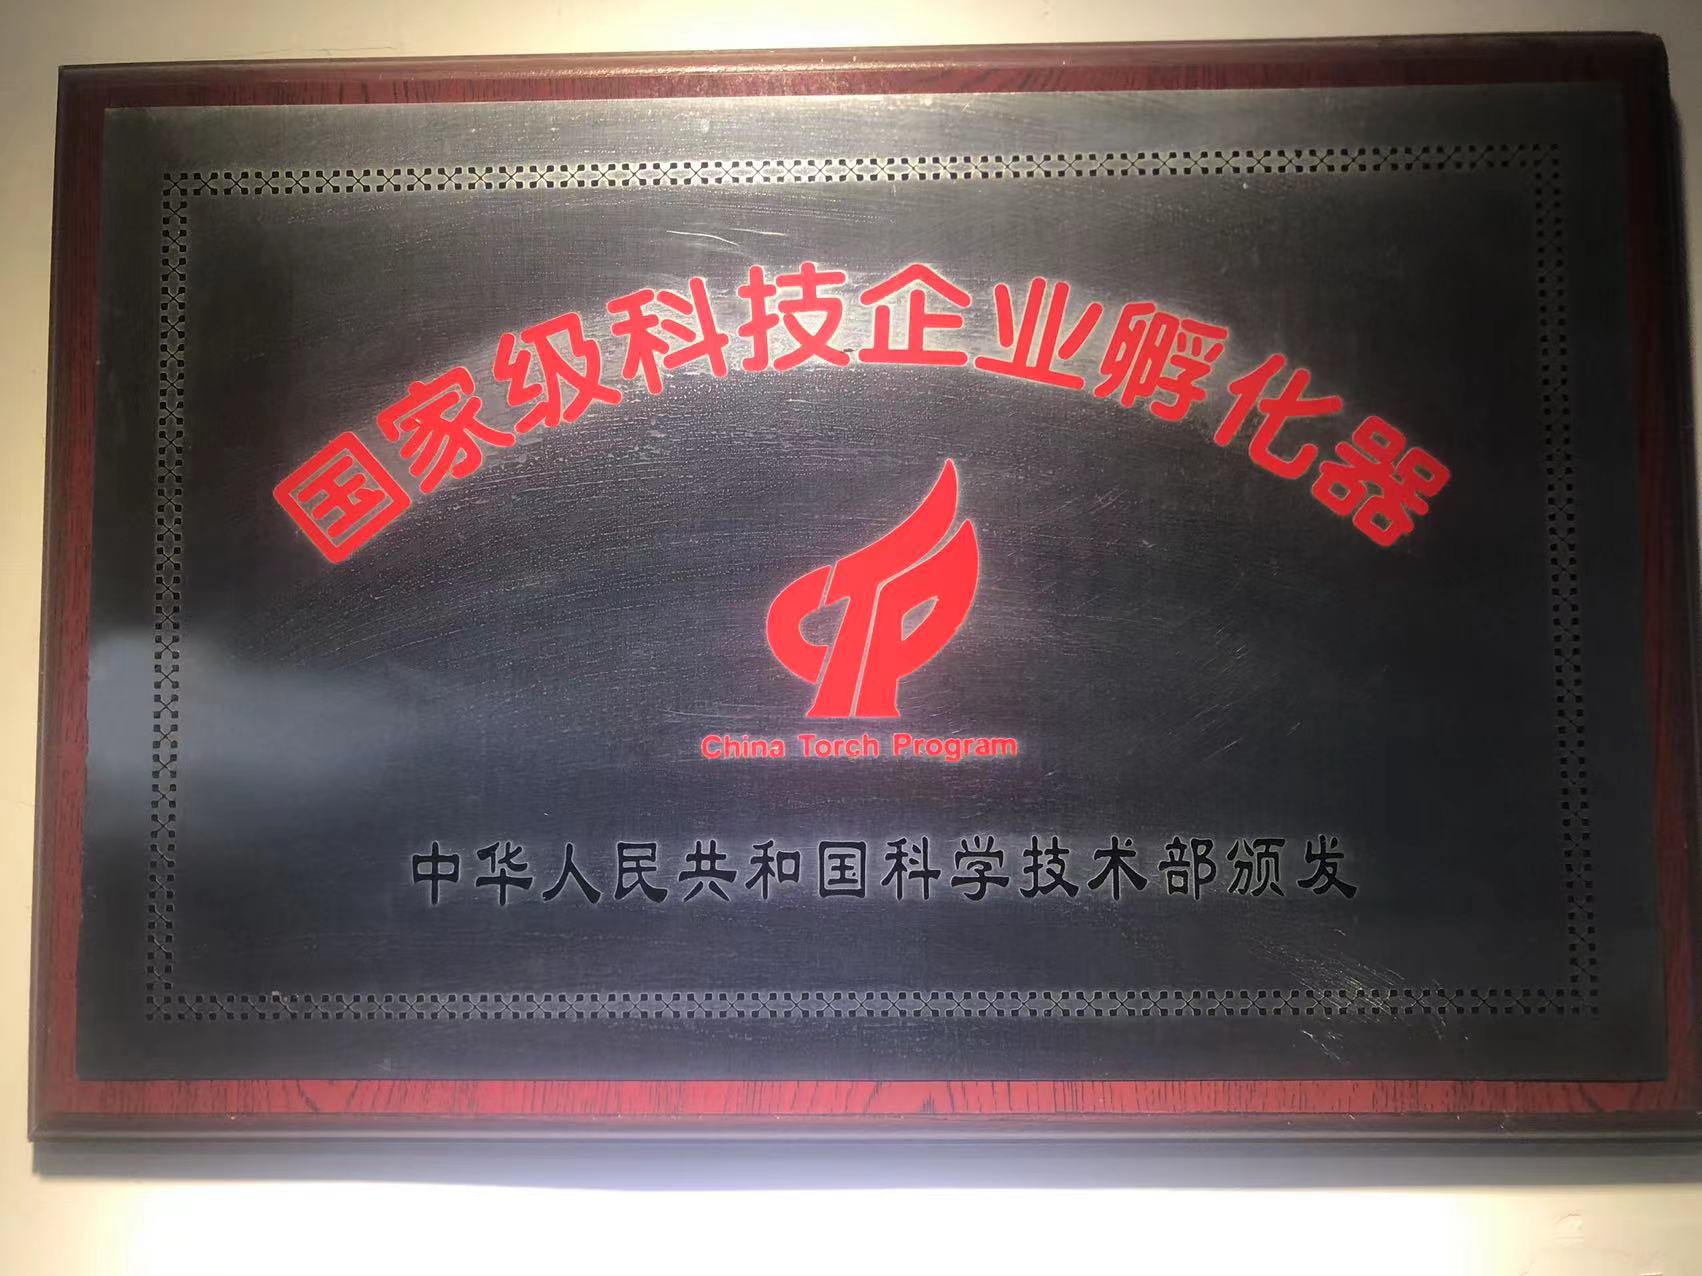 国家级科技企业孵化器
China Torch Program
中华人民共和国科学技术部颁发